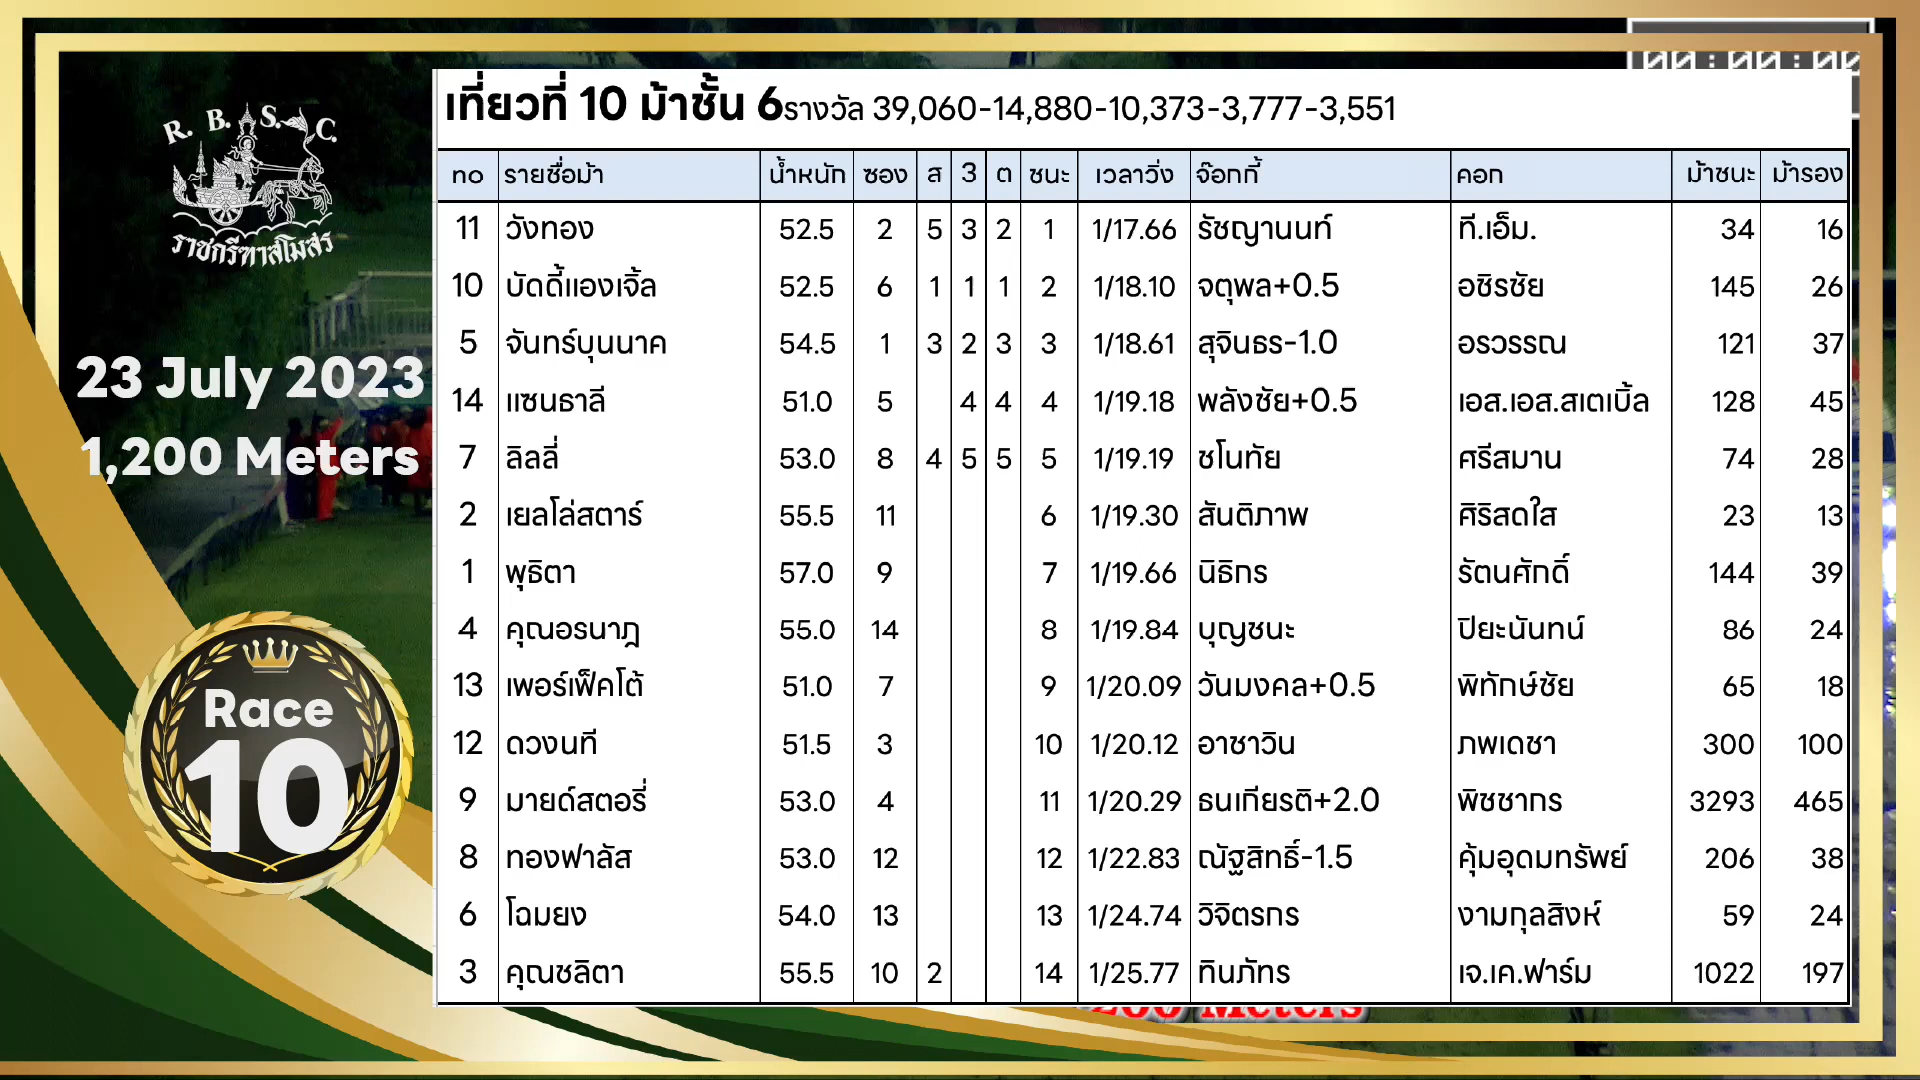 R. B. S. C.
ราชกรีฑาสโมสร
23 July 2023
1,200 Meters
Race
10
เที่ยวที่ 10 ม้าชั้น 6 รางวัล 39,060-14,880-10,373-3,777-3,551
no รายชื่อม้า น้ำหนัก ซอง ส 3 ต ชนะ เวลาวิ่ง จ๊อกกี้ คอก ม้าชนะ ม้ารอง
11 วังทอง 52.5 2 5 3 2 1 1/17.66 รัชญานนท์ ที.เอ็ม. 34 16
10 บัดดี้แองเจิ้ล 52.5 6 1 1 1 2 1/18.10 จตุพล+0.5 อชิรชัย 145 26
5 จันทร์บุนนาค 54.5 1 3 2 3 3 1/18.61 สุจินธร-1.0 อรวรรณ 121 37
14 แซนธาลี 51.0 5 4 4 4 1/19.18 พลังชัย+0.5 เอส.เอส.สเตเบิ้ล 128 45
7 ลิลลี่ 53.0 8 4 5 5 5 1/19.19 ชโนทัย ศรีสมาน 74 28
2 เยลโล่สตาร์ 55.5 11 6 1/19.30 สันติภาพ ศิริสดใส 23 13
1 พุธิตา 57.0 9 7 1/19.66 นิธิกร รัตนศักดิ์ 144 39
4 คุณอรนาฎ 55.0 14 8 1/19.84 บุญชนะ ปิยะนันทน์ 86 24
13 เพอร์เฟ็คโต้ 51.0 7 9 1/20.09 วันมงคล+0.5 พิทักษ์ชัย 65 18
12 ดวงนที 51.5 3 10 1/20.12 อาชาวิน ภพเดชา 300 100
9 มายด์สตอรี่ 53.0 4 11 1/20.29 ธนเกียรติ+2.0 พิชชากร 3293 465
8 ทองฟาลัส 53.0 12 12 1/22.83 ณัฐสิทธิ์-1.5 คุ้มอุดมทรัพย์ 206 38
6 โฉมยง 54.0 13 13 1/24.74 วิจิตรกร งามกุลสิงห์ 59 24
3 คุณชลิตา 55.5 10 2 14 1/25.77 ทินภัทร เจ.เค.ฟาร์ม 1022 197
200 Meters